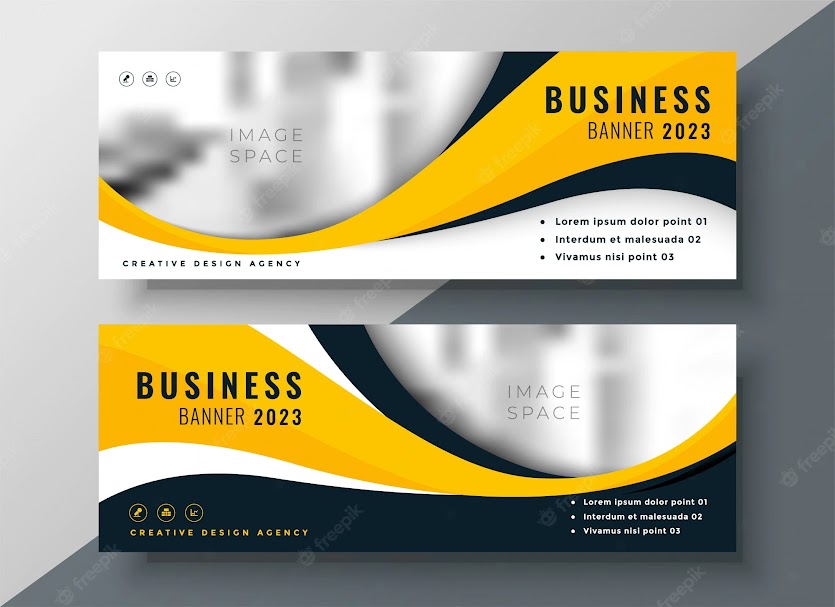 BUSINESS
BANNER 2023
IMAGE
SPACE
• Lorem ipsum dolor point 01
• Interdum et malesuada 02
• Vivamus nisi point 03
CREATIVE DESIGN AGENCY
BUSINESS
BANNER 2023
IMAGE
SPACE
• Lorem ipsum dolor point 01
• Interdum et malesuada 02
• Vivamus nisi point 03
CREATIVE DESIGN AGENCY
freepik